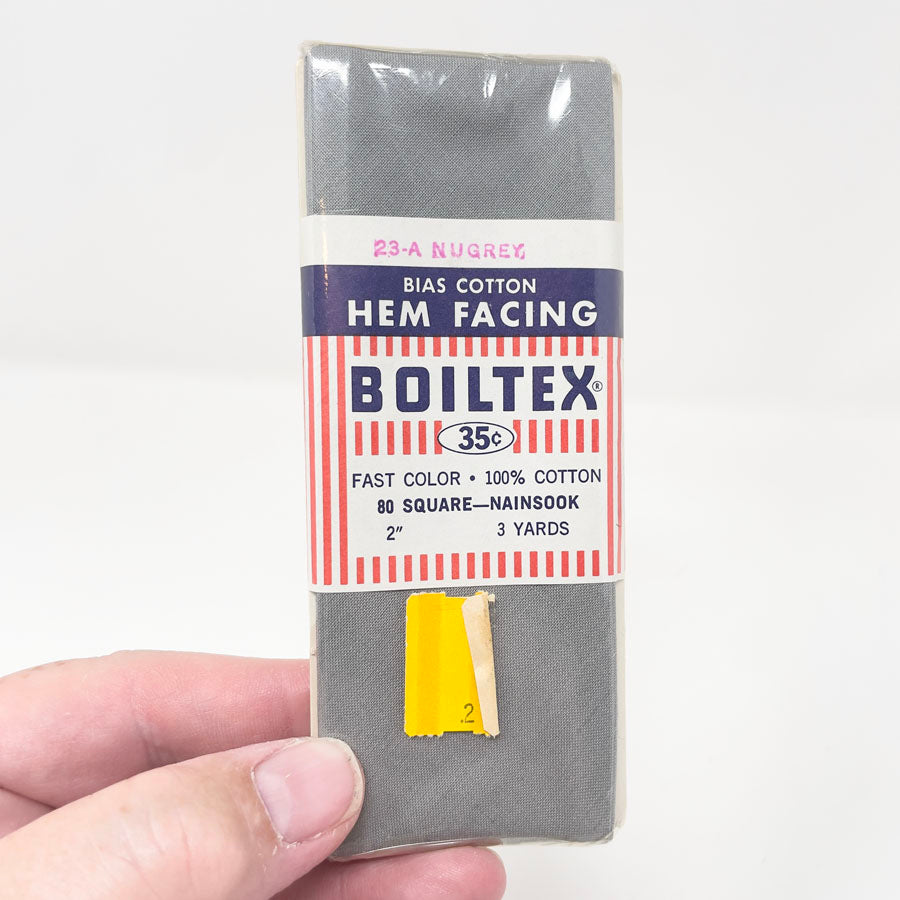 23-A NUGREY
BIAS COTTON
HEM FACING
BOILTEX®
35¢
FAST COLOR • 100% COTTON
80 SQUARE—NAINSOOK
2" 3 YARDS
.2